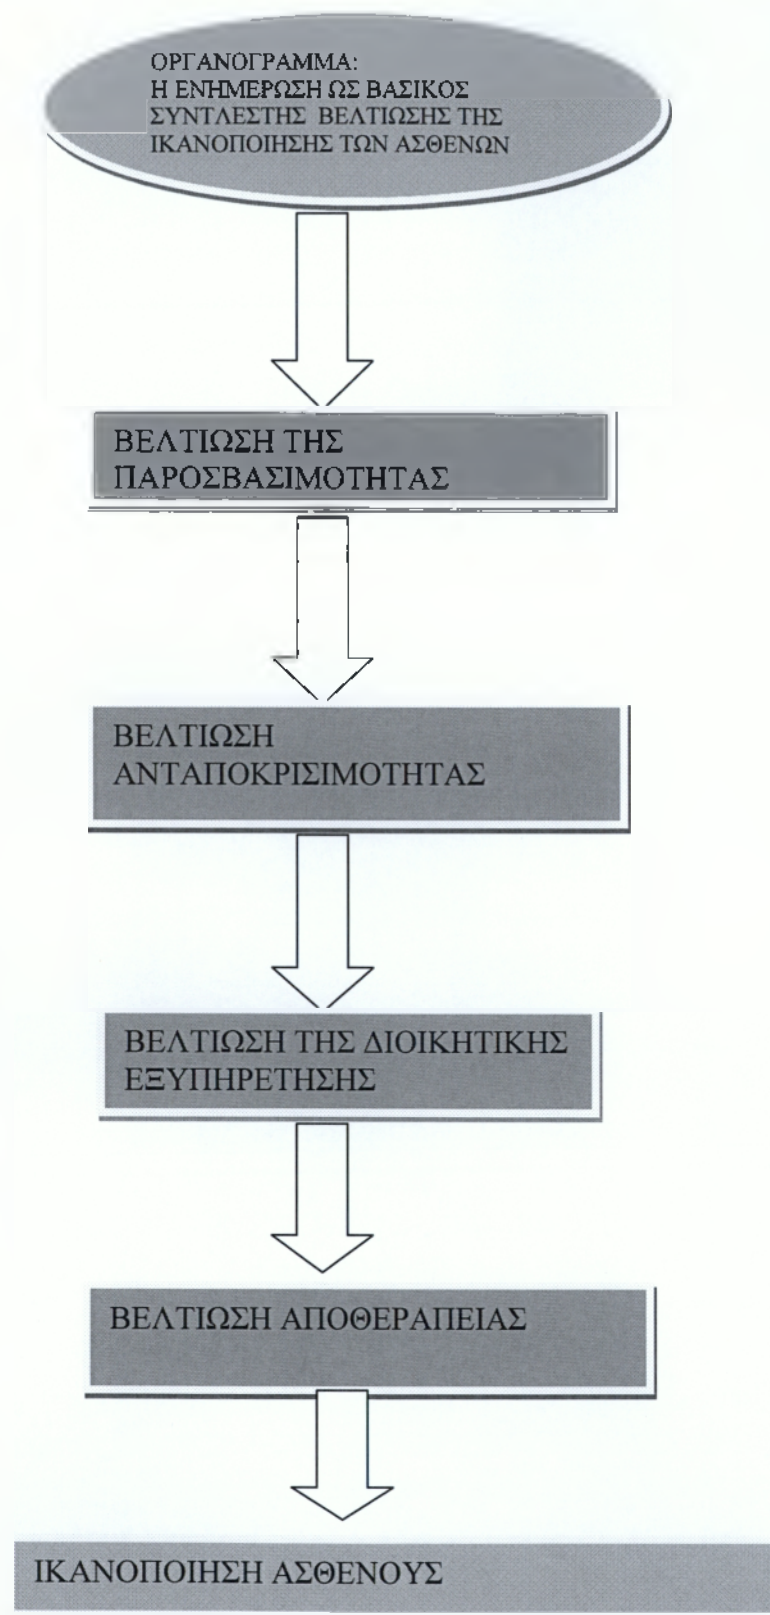 ΟΡΓΑΝΟΓΡΑΜΜΑ:
Η ΕΝΗΜΕΡΩΣΗ ΩΣ ΒΑΣΙΚΟΣ
ΣΥΝΤΛΕΣΤΗΣ ΒΕΛΤΙΩΣΗΣ ΤΗΣ
ΙΚΑΝΟΠΟΙΗΣΗΣ ΤΩΝ ΑΣΘΕΝΩΝ
ΒΕΛΤΙΩΣΗ ΤΗΣ
ΠΑΡΟΣΒΑΣΙΜΟΤΗΤΑΣ
ΒΕΛΤΙΩΣΗ
ΑΝΤΑΠΟΚΡΙΣΙΜΟΤΗΤΑΣ
ΒΕΛΤΙΩΣΗ ΤΗΣ ΔΙΟΙΚΗΤΙΚΗΣ
ΕΞΥΠΗΡΕΤΗΣΗΣ
ΒΕΛΤΙΩΣΗ ΑΠΟΘΕΡΑΠΕΙΑΣ
ΙΚΑΝΟΠΟΙΗΣΗ ΑΣΘΕΝΟΥΣ